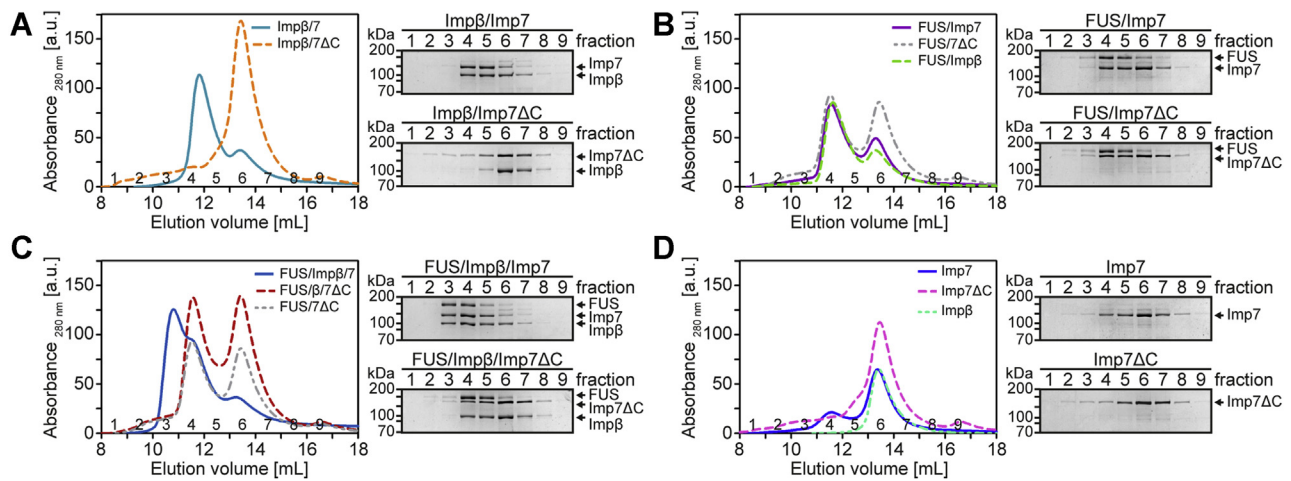 A
Absorbance 280 nm [a.u.]
150
100
50
0
Impβ/7
Impβ/7ΔC
1 2 3 4 5 6 7 8 9
8 10 12 14 16 18
Elution volume [mL]
Impβ/Imp7
kDa 1 2 3 4 5 6 7 8 9 fraction
200
100
70
Imp7
Impβ
Impβ/Imp7ΔC
kDa 1 2 3 4 5 6 7 8 9 fraction
200
100
70
Imp7ΔC
Impβ
B
Absorbance 280 nm [a.u.]
150
100
50
0
FUS/Imp7
FUS/7ΔC
FUS/Impβ
1 2 3 4 5 6 7 8 9
8 10 12 14 16 18
Elution volume [mL]
FUS/Imp7
kDa 1 2 3 4 5 6 7 8 9 fraction
200
100
70
FUS
Imp7
FUS/Imp7ΔC
kDa 1 2 3 4 5 6 7 8 9 fraction
200
100
70
FUS
Imp7ΔC
C
Absorbance 280 nm [a.u.]
150
100
50
0
FUS/Impβ/7
FUS/β/7ΔC
FUS/7ΔC
1 2 3 4 5 6 7 8 9
8 10 12 14 16 18
Elution volume [mL]
FUS/Impβ/Imp7
kDa 1 2 3 4 5 6 7 8 9 fraction
200
100
70
FUS
Imp7
Impβ
FUS/Impβ/Imp7ΔC
kDa 1 2 3 4 5 6 7 8 9 fraction
200
100
70
FUS
Imp7ΔC
Impβ
D
Absorbance 280 nm [a.u.]
150
100
50
0
Imp7
Imp7ΔC
Impβ
1 2 3 4 5 6 7 8 9
8 10 12 14 16 18
Elution volume [mL]
Imp7
kDa 1 2 3 4 5 6 7 8 9 fraction
200
100
70
Imp7
Imp7ΔC
kDa 1 2 3 4 5 6 7 8 9 fraction
200
100
70
Imp7ΔC